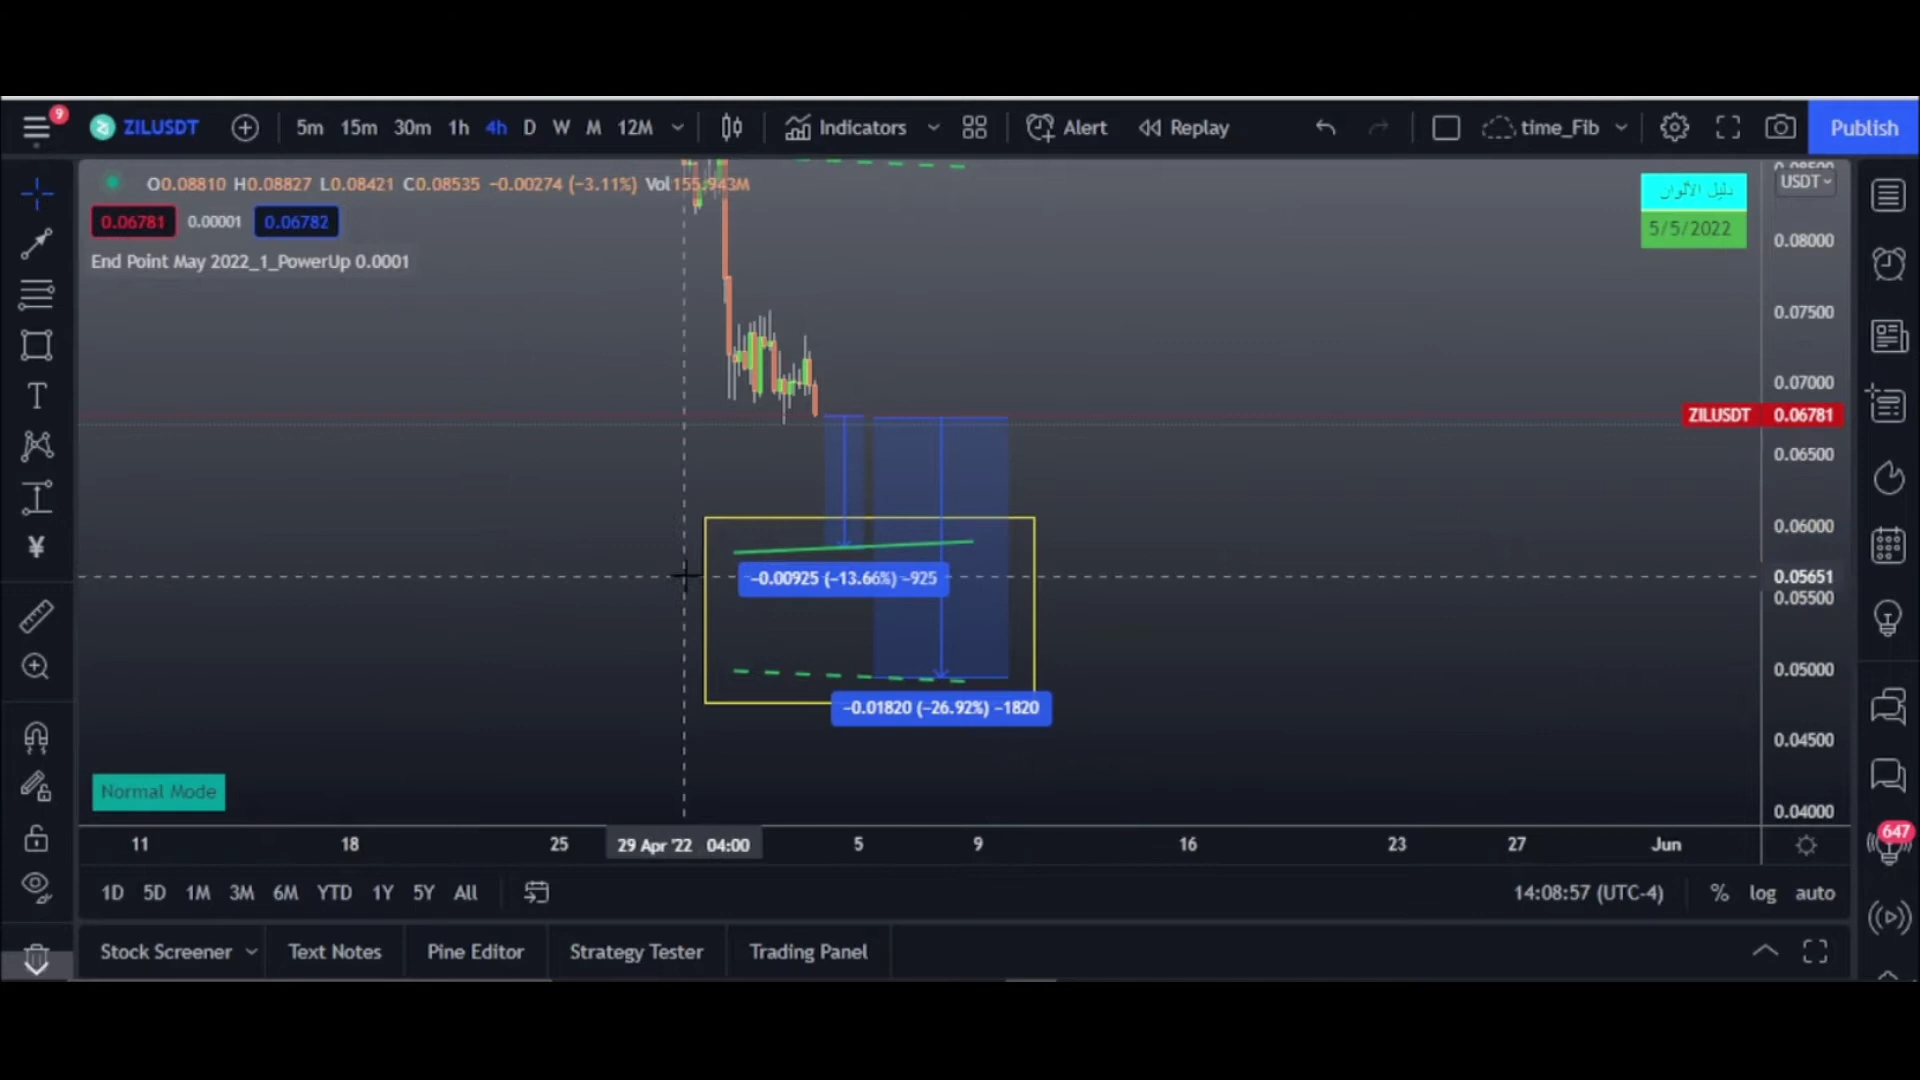 9
ZILUSDT 5m 15m 30m 1h 4h D W M 12M Indicators Alert Replay time_Fib Publish
O0.08810 H0.08827 L0.08421 C0.08535 −0.00274 (−3.11%) Vol155.943M
0.06781 0.00001 0.06782
End Point May 2022_1_PowerUp 0.0001
دليل الألوان
5/5/2022
0.08500
USDT
0.08000
0.07500
0.07000
ZILUSDT 0.06781
0.06500
0.06000
0.05651
0.05500
0.05000
0.04500
0.04000
−0.00925 (−13.66%) −925
−0.01820 (−26.92%) −1820
Normal Mode
11 18 25 29 Apr '22 04:00 5 9 16 23 27 Jun
647
1D 5D 1M 3M 6M YTD 1Y 5Y All 14:08:57 (UTC-4) % log auto
Stock Screener Text Notes Pine Editor Strategy Tester Trading Panel